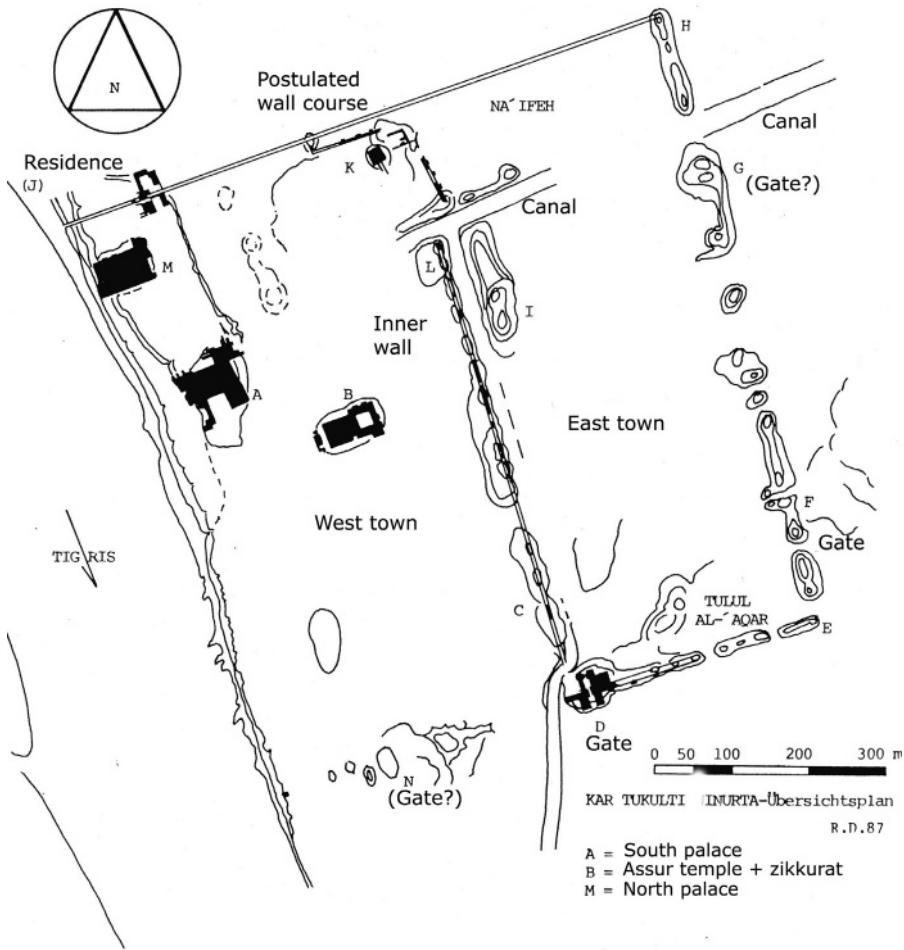 N
H
Postulated
wall course
NA´IFEH
Canal
K
G
(Gate?)
Residence
(J)
Canal
M
L
I
Inner
wall
A
B
East town
West town
F
Gate
TIGRIS
C
TULUL
AL-´AQAR
E
D
Gate
N
(Gate?)
0 50 100 200 300 m
KAR TUKULTI INURTA-Übersichtsplan
R.D.87
A = South palace
B = Assur temple + zikkurat
M = North palace